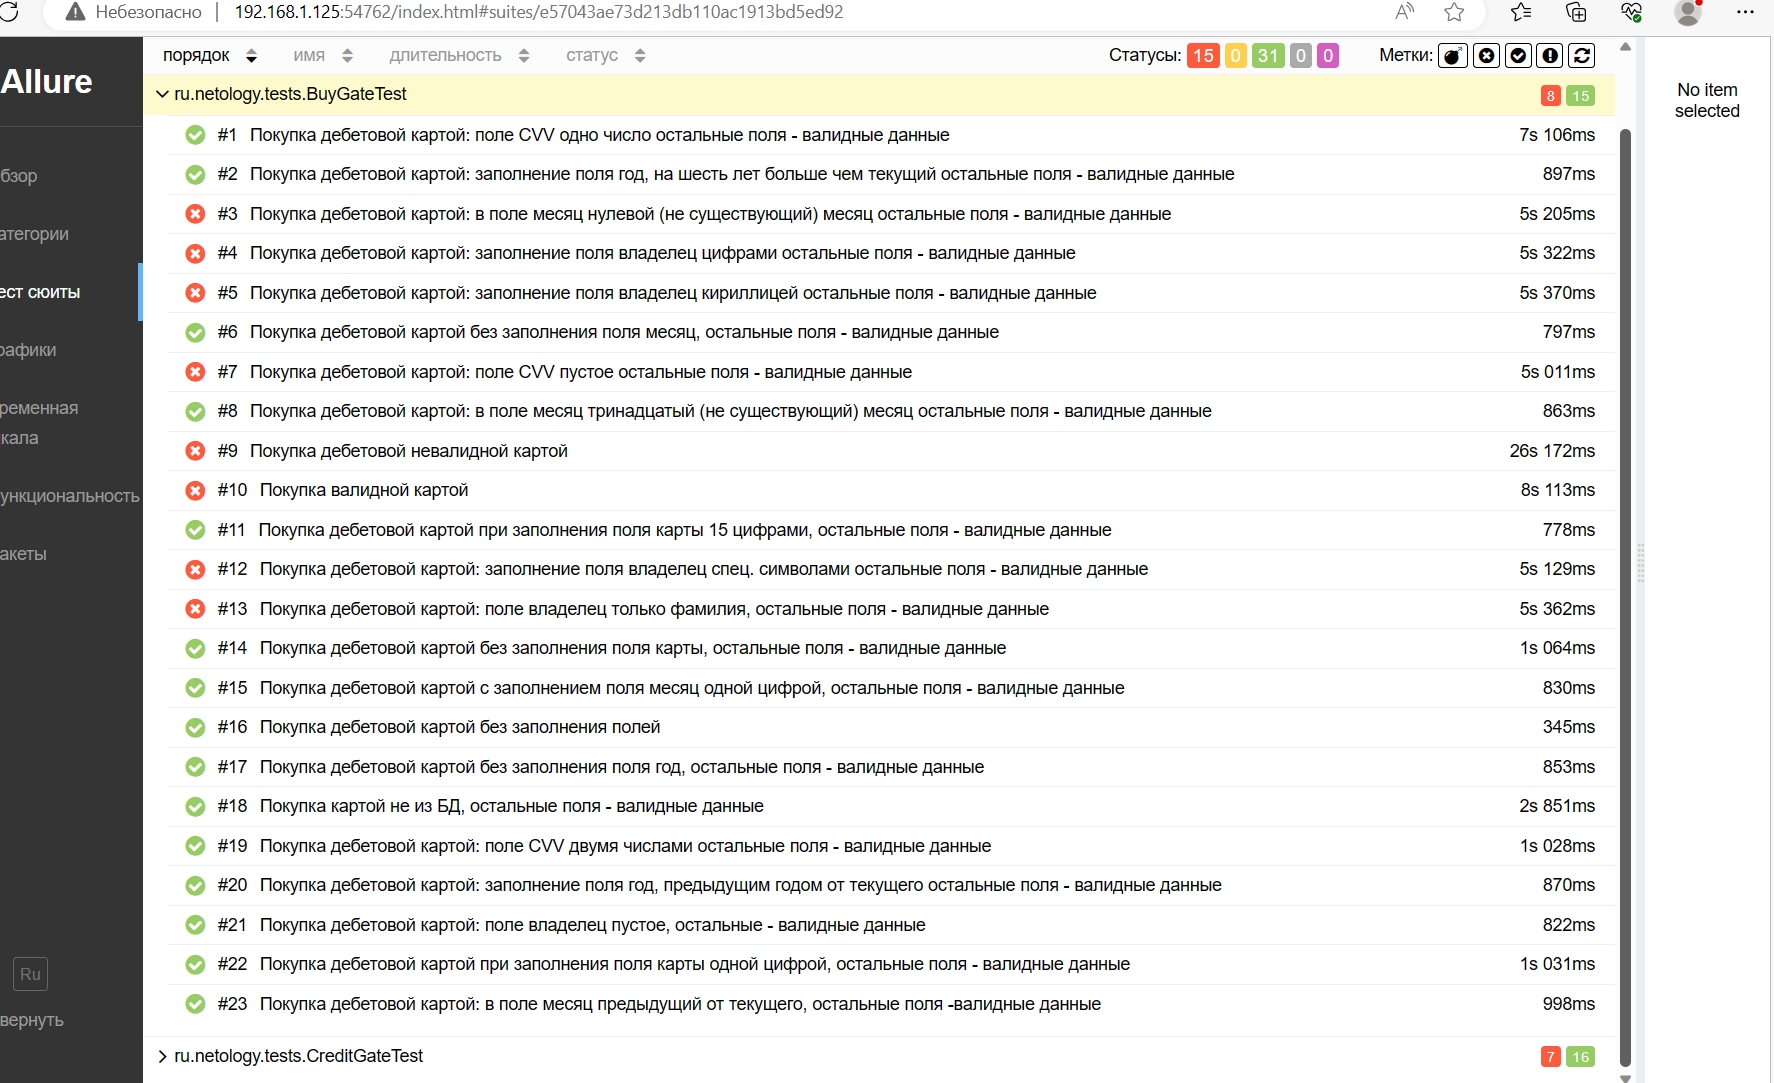 Небезопасно 192.168.1.125:54762/index.html#suites/e57043ae73d213db110ac1913bd5ed92
Allure
бзор
атегории
ест сюиты
рафики
ременная
кала
ункциональность
акеты
Ru
вернуть
порядок имя длительность статус Статусы: 15 0 31 0 0 Метки:
ru.netology.tests.BuyGateTest 8 15
#1 Покупка дебетовой картой: поле CVV одно число остальные поля - валидные данные 7s 106ms
#2 Покупка дебетовой картой: заполнение поля год, на шесть лет больше чем текущий остальные поля - валидные данные 897ms
#3 Покупка дебетовой картой: в поле месяц нулевой (не существующий) месяц остальные поля - валидные данные 5s 205ms
#4 Покупка дебетовой картой: заполнение поля владелец цифрами остальные поля - валидные данные 5s 322ms
#5 Покупка дебетовой картой: заполнение поля владелец кириллицей остальные поля - валидные данные 5s 370ms
#6 Покупка дебетовой картой без заполнения поля месяц, остальные поля - валидные данные 797ms
#7 Покупка дебетовой картой: поле CVV пустое остальные поля - валидные данные 5s 011ms
#8 Покупка дебетовой картой: в поле месяц тринадцатый (не существующий) месяц остальные поля - валидные данные 863ms
#9 Покупка дебетовой невалидной картой 26s 172ms
#10 Покупка валидной картой 8s 113ms
#11 Покупка дебетовой картой при заполнения поля карты 15 цифрами, остальные поля - валидные данные 778ms
#12 Покупка дебетовой картой: заполнение поля владелец спец. символами остальные поля - валидные данные 5s 129ms
#13 Покупка дебетовой картой: поле владелец только фамилия, остальные поля - валидные данные 5s 362ms
#14 Покупка дебетовой картой без заполнения поля карты, остальные поля - валидные данные 1s 064ms
#15 Покупка дебетовой картой с заполнением поля месяц одной цифрой, остальные поля - валидные данные 830ms
#16 Покупка дебетовой картой без заполнения полей 345ms
#17 Покупка дебетовой картой без заполнения поля год, остальные поля - валидные данные 853ms
#18 Покупка картой не из БД, остальные поля - валидные данные 2s 851ms
#19 Покупка дебетовой картой: поле CVV двумя числами остальные поля - валидные данные 1s 028ms
#20 Покупка дебетовой картой: заполнение поля год, предыдущим годом от текущего остальные поля - валидные данные 870ms
#21 Покупка дебетовой картой: поле владелец пустое, остальные - валидные данные 822ms
#22 Покупка дебетовой картой при заполнения поля карты одной цифрой, остальные поля - валидные данные 1s 031ms
#23 Покупка дебетовой картой: в поле месяц предыдущий от текущего, остальные поля -валидные данные 998ms
ru.netology.tests.CreditGateTest 7 16
No item
selected